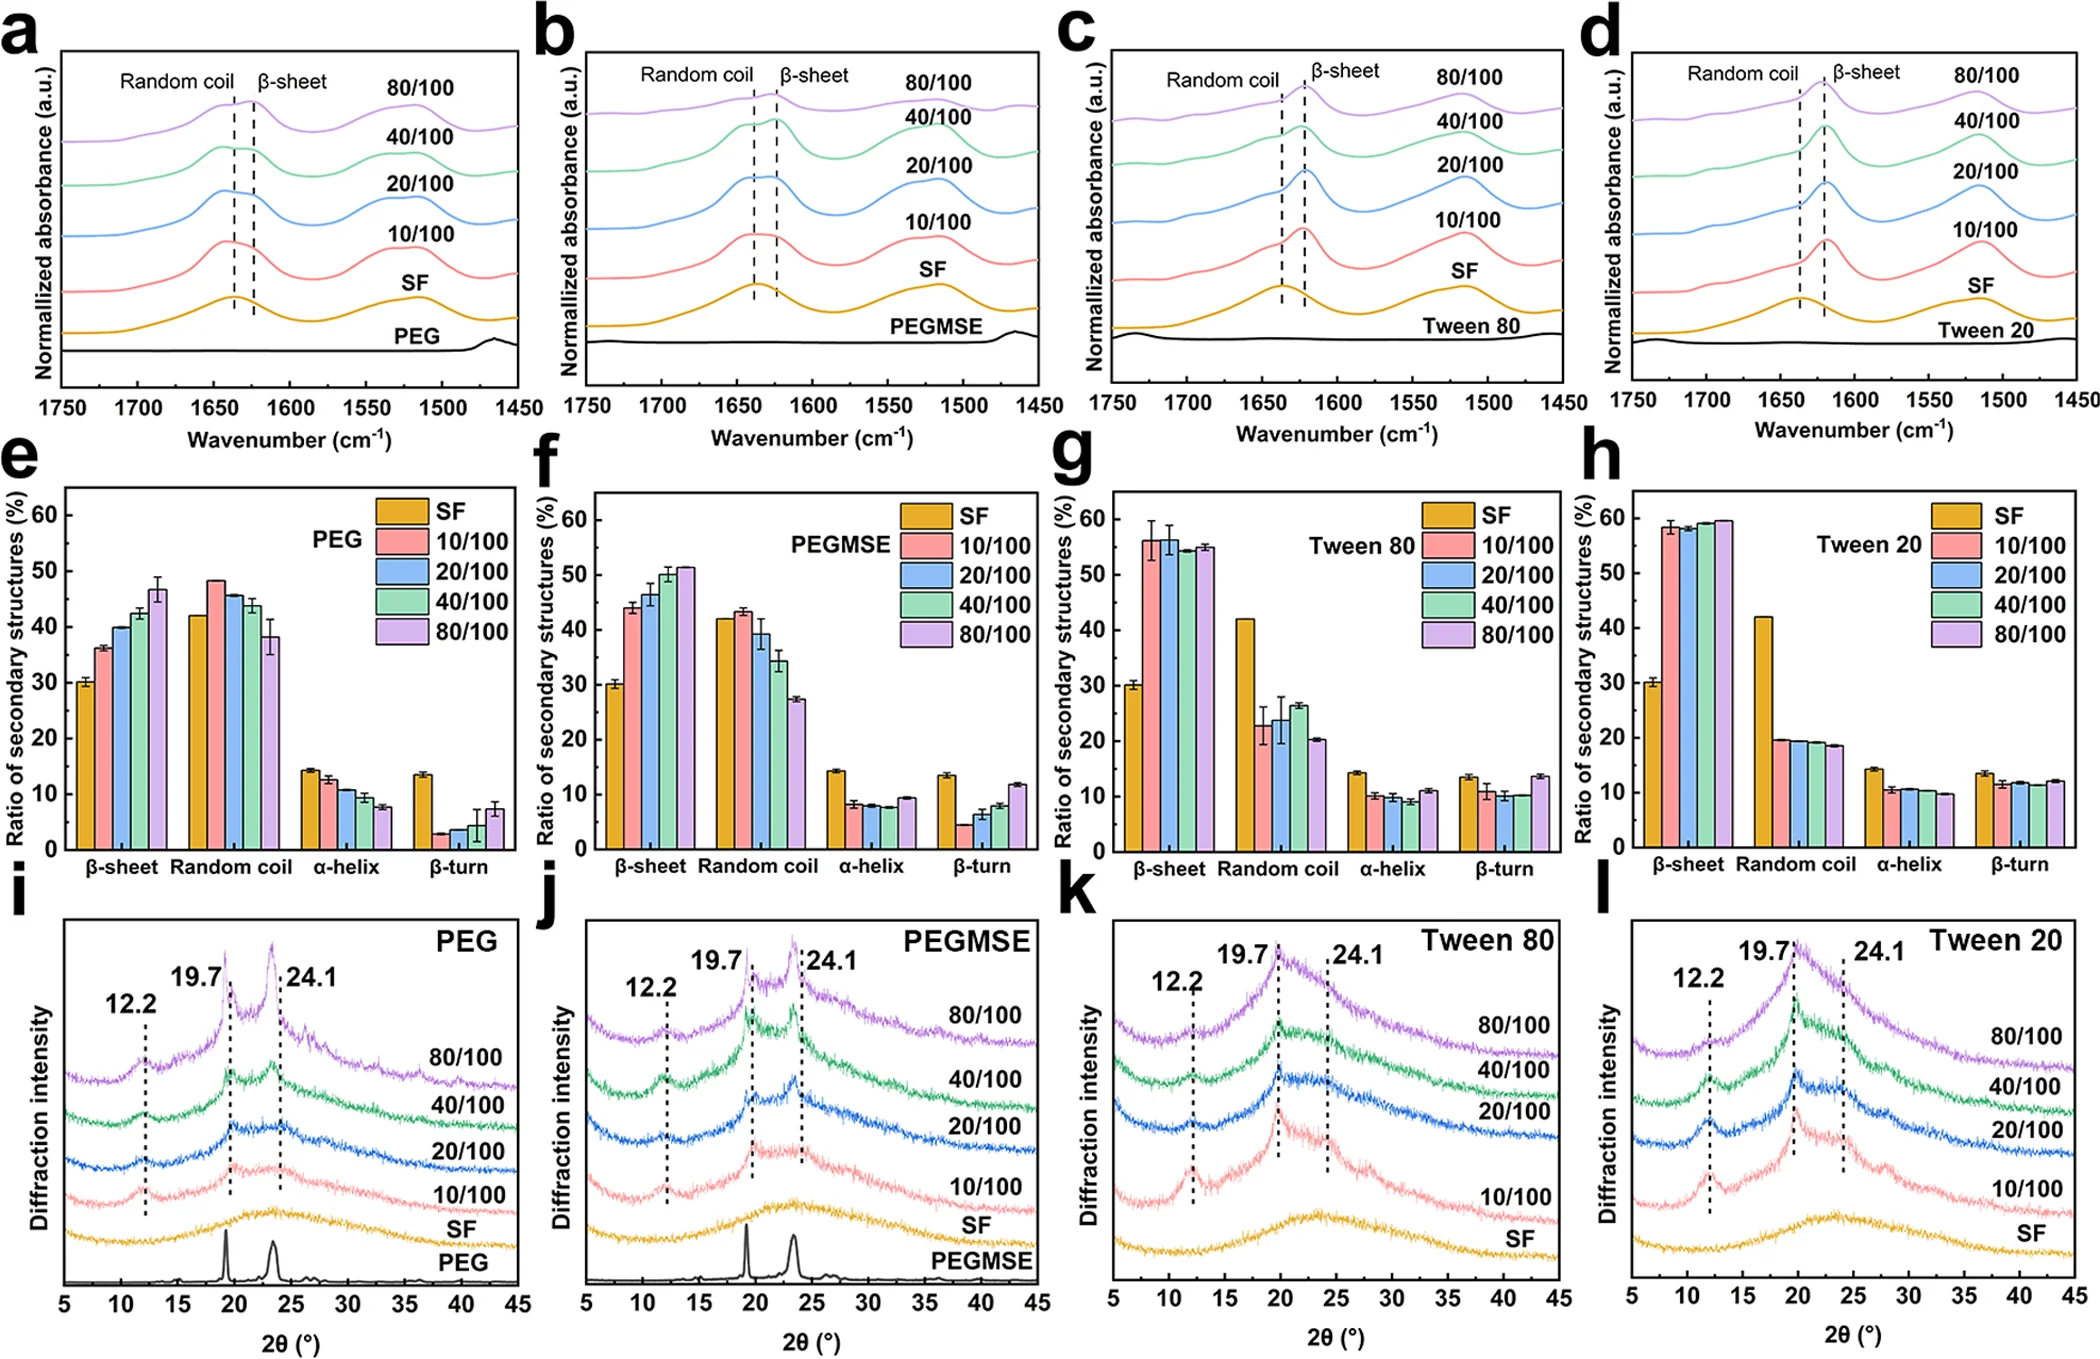 a
Normallized absorbance (a.u.)
Random coil
β-sheet
80/100
40/100
20/100
10/100
SF
PEG
1750 1700 1650 1600 1550 1500 1450
Wavenumber (cm-1)
b
Normallized absorbance (a.u.)
Random coil
β-sheet
80/100
40/100
20/100
10/100
SF
PEGMSE
1750 1700 1650 1600 1550 1500 1450
Wavenumber (cm-1)
c
Normallized absorbance (a.u.)
Random coil
β-sheet
80/100
40/100
20/100
10/100
SF
Tween 80
1750 1700 1650 1600 1550 1500 1450
Wavenumber (cm-1)
d
Normallized absorbance (a.u.)
Random coil
β-sheet
80/100
40/100
20/100
10/100
SF
Tween 20
1750 1700 1650 1600 1550 1500 1450
Wavenumber (cm-1)
e
Ratio of secondary structures (%)
60
50
40
30
20
10
0
PEG
SF
10/100
20/100
40/100
80/100
β-sheet Random coil α-helix β-turn
f
Ratio of secondary structures (%)
60
50
40
30
20
10
0
PEGMSE
SF
10/100
20/100
40/100
80/100
β-sheet Random coil α-helix β-turn
g
Ratio of secondary structures (%)
60
50
40
30
20
10
0
Tween 80
SF
10/100
20/100
40/100
80/100
β-sheet Random coil α-helix β-turn
h
Ratio of secondary structures (%)
60
50
40
30
20
10
0
Tween 20
SF
10/100
20/100
40/100
80/100
β-sheet Random coil α-helix β-turn
i
Diffraction intensity
PEG
12.2
19.7
24.1
80/100
40/100
20/100
10/100
SF
PEG
5 10 15 20 25 30 35 40 45
2θ (°)
j
Diffraction intensity
PEGMSE
12.2
19.7
24.1
80/100
40/100
20/100
10/100
SF
PEGMSE
5 10 15 20 25 30 35 40 45
2θ (°)
k
Diffraction intensity
Tween 80
12.2
19.7
24.1
80/100
40/100
20/100
10/100
SF
5 10 15 20 25 30 35 40 45
2θ (°)
l
Diffraction intensity
Tween 20
12.2
19.7
24.1
80/100
40/100
20/100
10/100
SF
5 10 15 20 25 30 35 40 45
2θ (°)